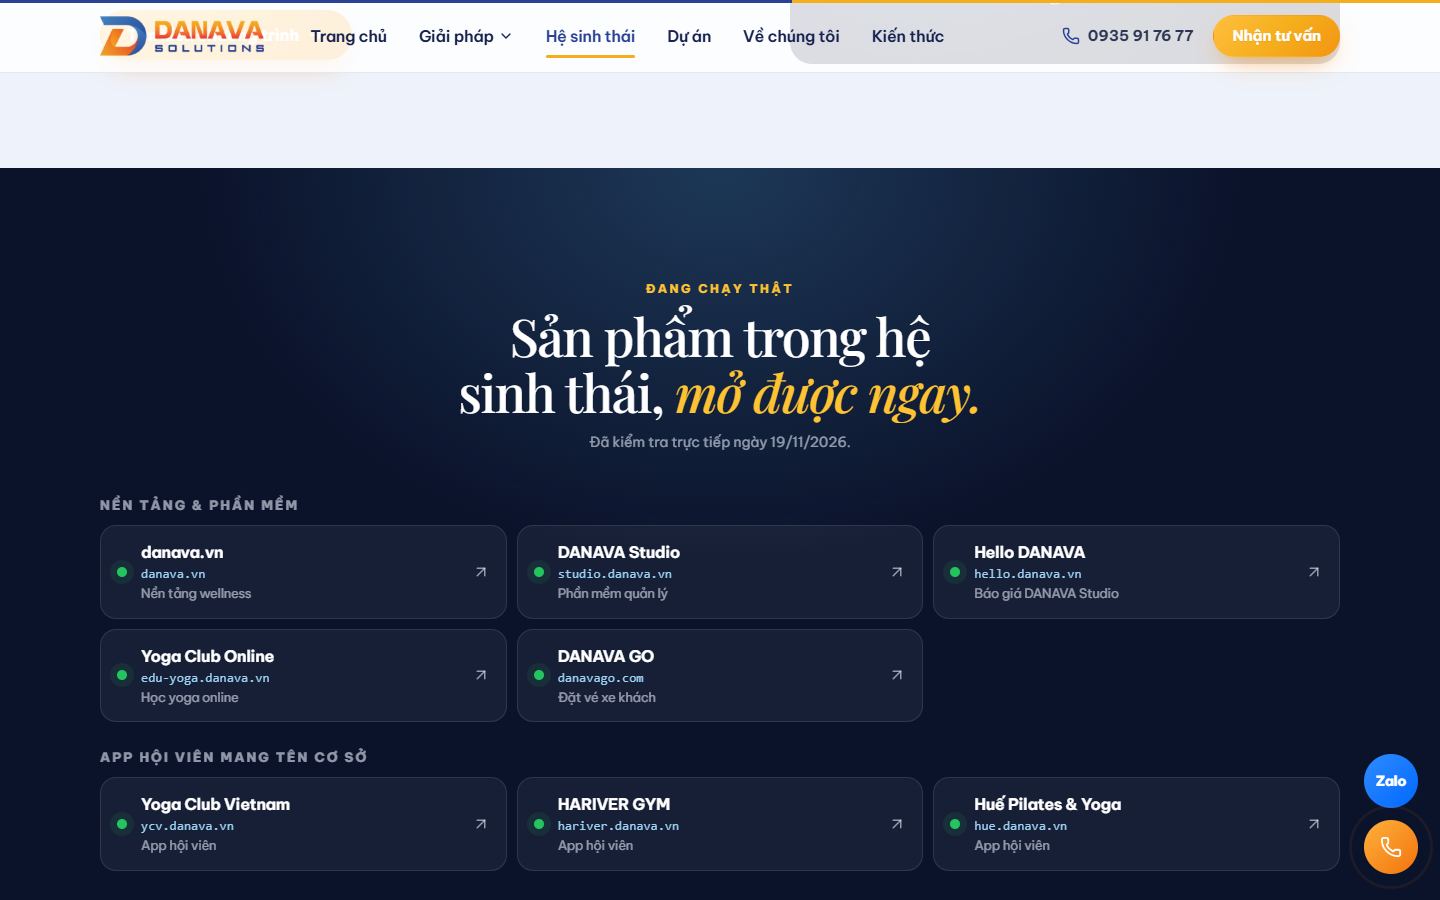 DANAVA
SOLUTIONS
Trang chủ
Giải pháp
Hệ sinh thái
Dự án
Về chúng tôi
Kiến thức
0935 91 76 77
Nhận tư vấn
ĐANG CHẠY THẬT
Sản phẩm trong hệ
sinh thái, mở được ngay.
Đã kiểm tra trực tiếp ngày 19/11/2026.
NỀN TẢNG & PHẦN MỀM
danava.vn
danava.vn
Nền tảng wellness
DANAVA Studio
studio.danava.vn
Phần mềm quản lý
Hello DANAVA
hello.danava.vn
Báo giá DANAVA Studio
Yoga Club Online
edu-yoga.danava.vn
Học yoga online
DANAVA GO
danavago.com
Đặt vé xe khách
APP HỘI VIÊN MANG TÊN CƠ SỞ
Yoga Club Vietnam
ycv.danava.vn
App hội viên
HARIVER GYM
hariver.danava.vn
App hội viên
Huế Pilates & Yoga
hue.danava.vn
App hội viên
Zalo